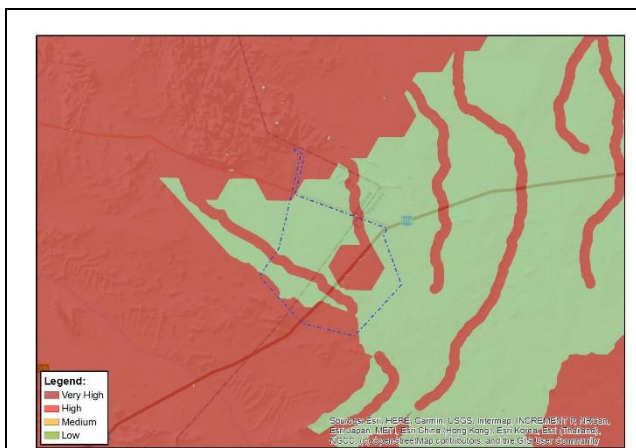 Legend:
Very High
High
Medium
Low
Sources: Esri, HERE, Garmin, USGS, Intermap, INCREMENT P, NRCan,
Esri Japan, METI, Esri China (Hong Kong), Esri Korea, Esri (Thailand),
NGCC, (c) OpenStreetMap contributors, and the GIS User Community